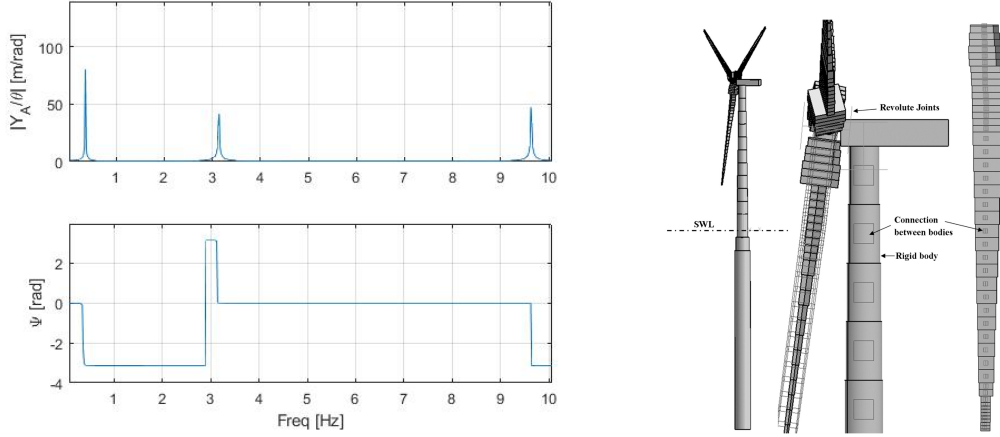 |Y_A/θ| [m/rad]
100
50
0
1 2 3 4 5 6 7 8 9 10
Ψ [rad]
2
0
-2
-4
1 2 3 4 5 6 7 8 9 10
Freq [Hz]
SWL
Revolute Joints
Connection
between bodies
Rigid body